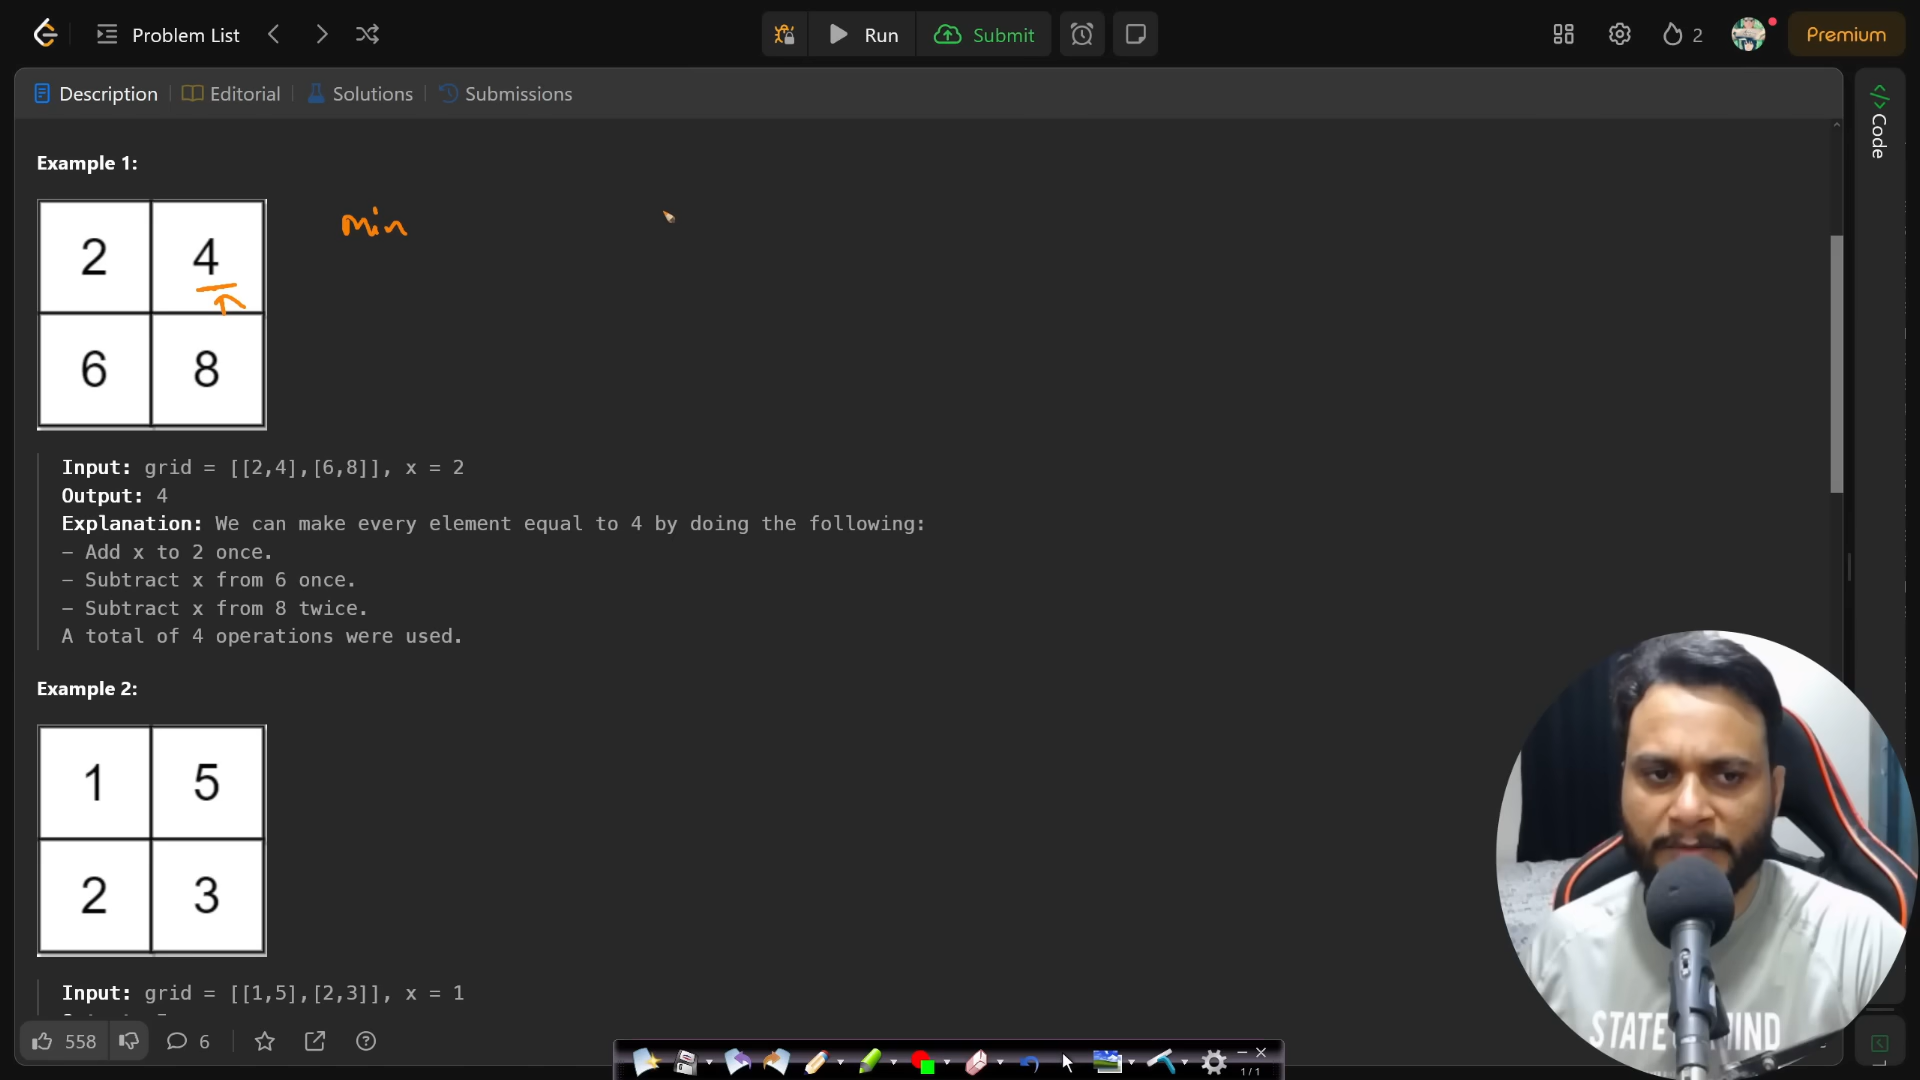 Problem List
Run
Submit
2
Premium
Description
Editorial
Solutions
Submissions
Code
Example 1:
2 4
6 8
min
Input: grid = [[2,4],[6,8]], x = 2
Output: 4
Explanation: We can make every element equal to 4 by doing the following:
- Add x to 2 once.
- Subtract x from 6 once.
- Subtract x from 8 twice.
A total of 4 operations were used.
Example 2:
1 5
2 3
Input: grid = [[1,5],[2,3]], x = 1
558
6
1/1